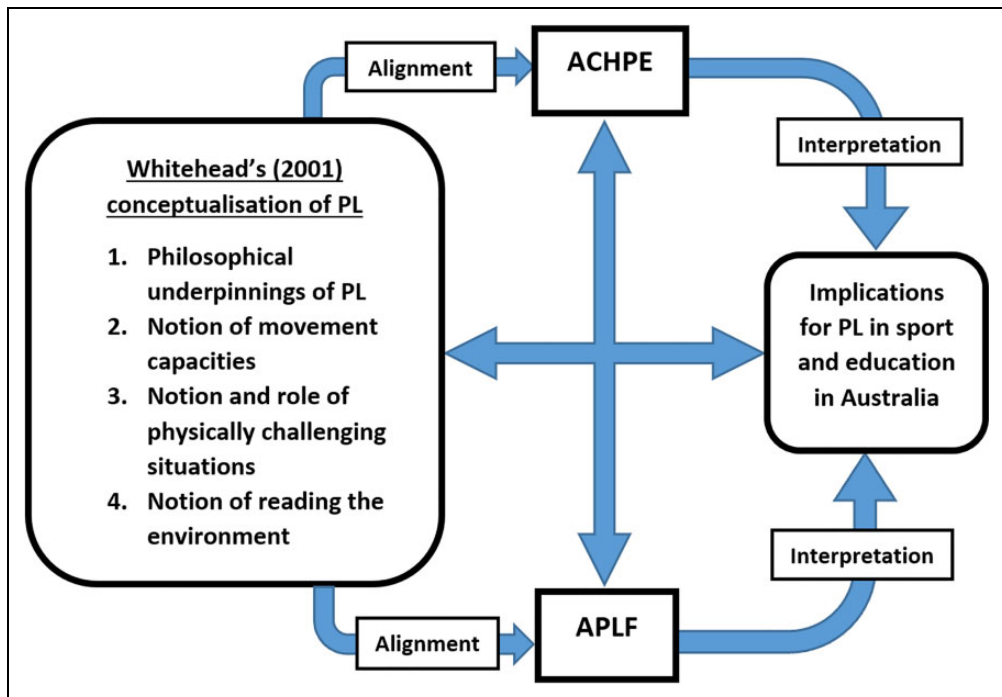 Alignment
ACHPE
Interpretation
Whitehead's (2001)
conceptualisation of PL
1. Philosophical
underpinnings of PL
2. Notion of movement
capacities
3. Notion and role of
physically challenging
situations
4. Notion of reading the
environment
Implications
for PL in sport
and education
in Australia
Alignment
APLF
Interpretation